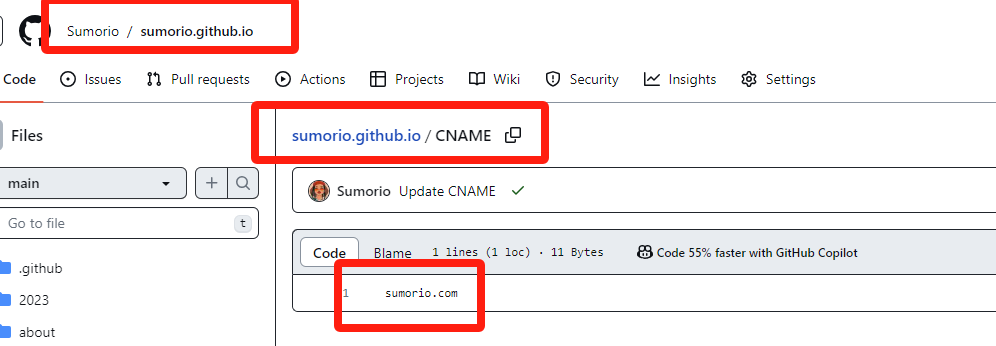 Sumorio / sumorio.github.io
Code Issues Pull requests Actions Projects Wiki Security Insights Settings
Files
sumorio.github.io / CNAME
main
Sumorio Update CNAME
Go to file t
Code Blame 1 lines (1 loc) · 11 Bytes Code 55% faster with GitHub Copilot
.github
1 sumorio.com
2023
about